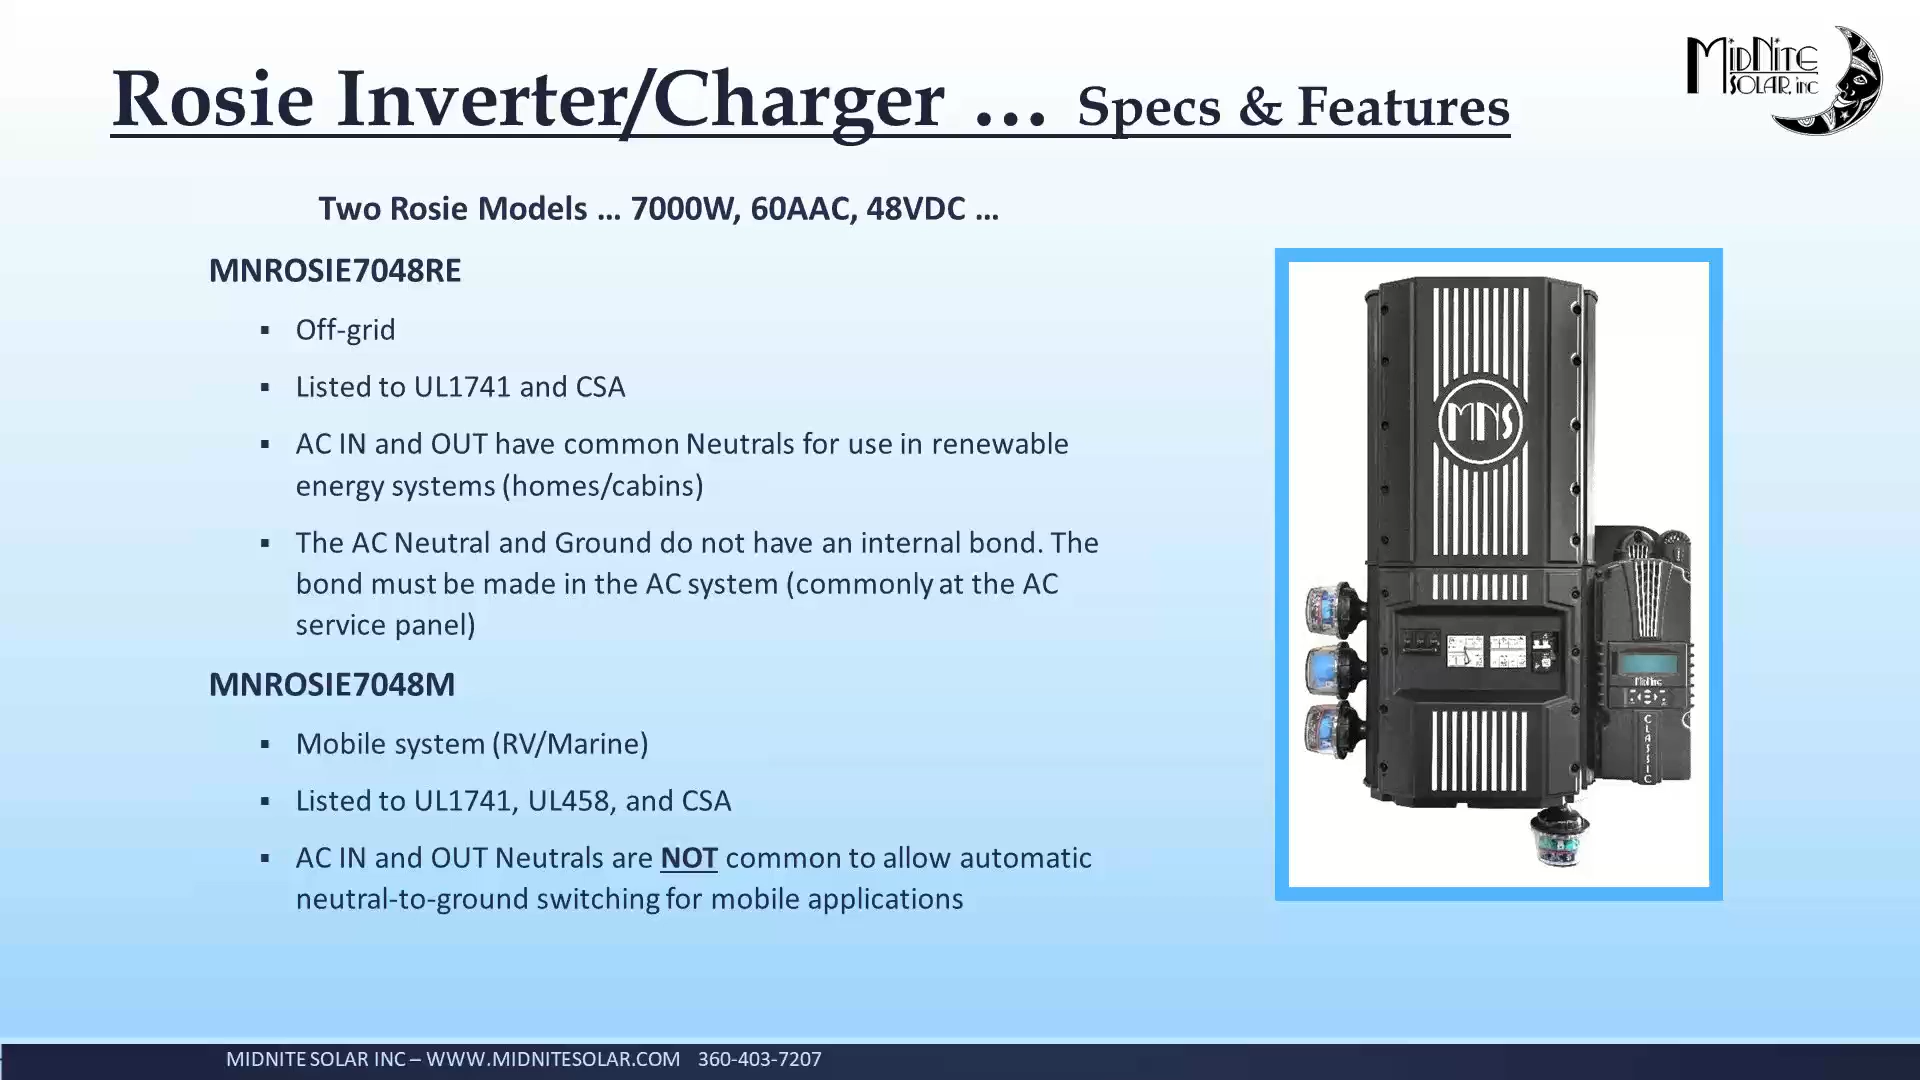 Rosie Inverter/Charger … Specs & Features
MIDNITE
SOLAR, INC
Two Rosie Models … 7000W, 60AAC, 48VDC …
MNROSIE7048RE
▪ Off-grid
▪ Listed to UL1741 and CSA
▪ AC IN and OUT have common Neutrals for use in renewable
energy systems (homes/cabins)
▪ The AC Neutral and Ground do not have an internal bond. The
bond must be made in the AC system (commonly at the AC
service panel)
MNROSIE7048M
▪ Mobile system (RV/Marine)
▪ Listed to UL1741, UL458, and CSA
▪ AC IN and OUT Neutrals are NOT common to allow automatic
neutral-to-ground switching for mobile applications
MNS
MidNite
CLASSIC
MIDNITE SOLAR INC – WWW.MIDNITESOLAR.COM 360-403-7207